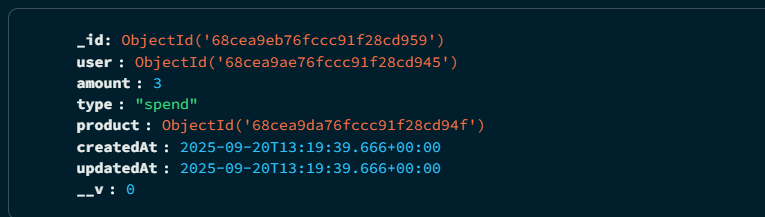 _id: ObjectId('68cea9eb76fccc91f28cd959')
user : ObjectId('68cea9ae76fccc91f28cd945')
amount : 3
type : "spend"
product : ObjectId('68cea9da76fccc91f28cd94f')
createdAt : 2025-09-20T13:19:39.666+00:00
updatedAt : 2025-09-20T13:19:39.666+00:00
__v : 0